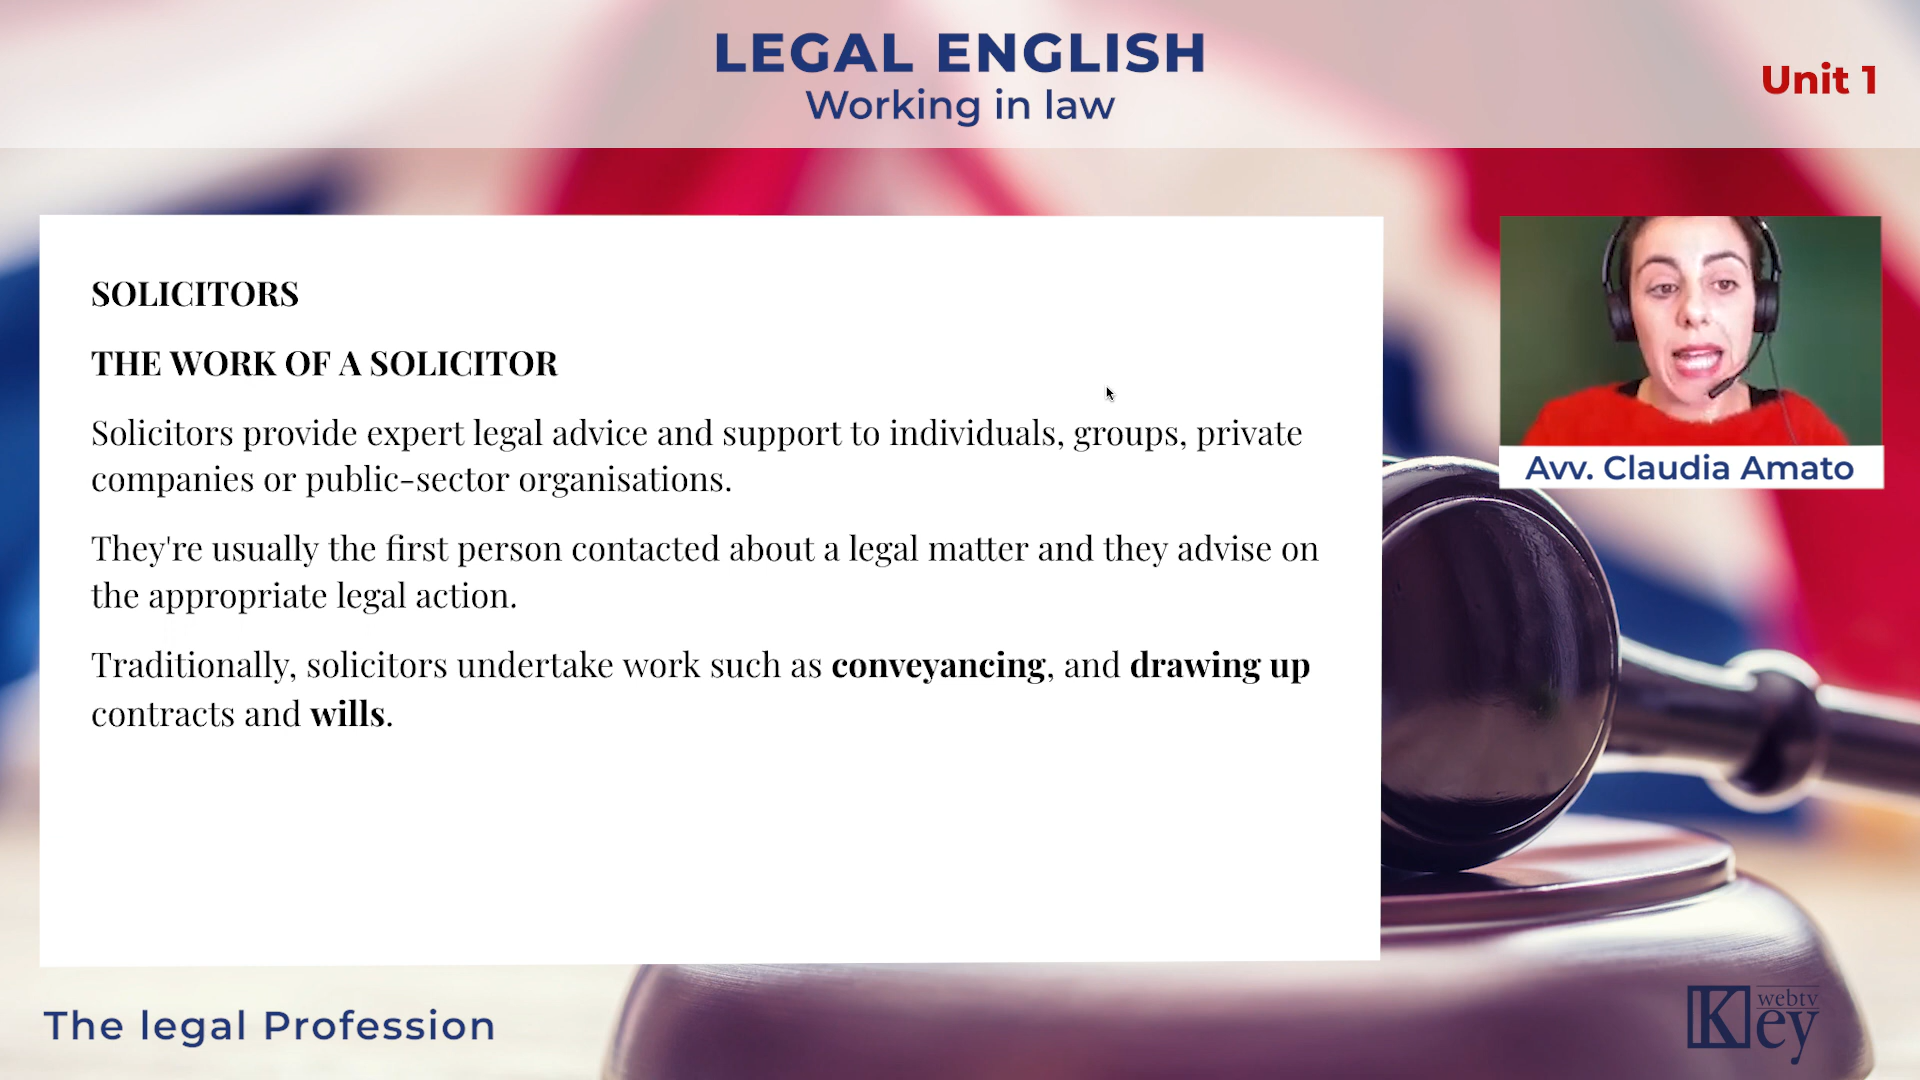 LEGAL ENGLISH
Working in law
Unit 1
SOLICITORS
THE WORK OF A SOLICITOR
Solicitors provide expert legal advice and support to individuals, groups, private
companies or public-sector organisations.
They're usually the first person contacted about a legal matter and they advise on
the appropriate legal action.
Traditionally, solicitors undertake work such as conveyancing, and drawing up
contracts and wills.
Avv. Claudia Amato
The legal Profession
Key webtv